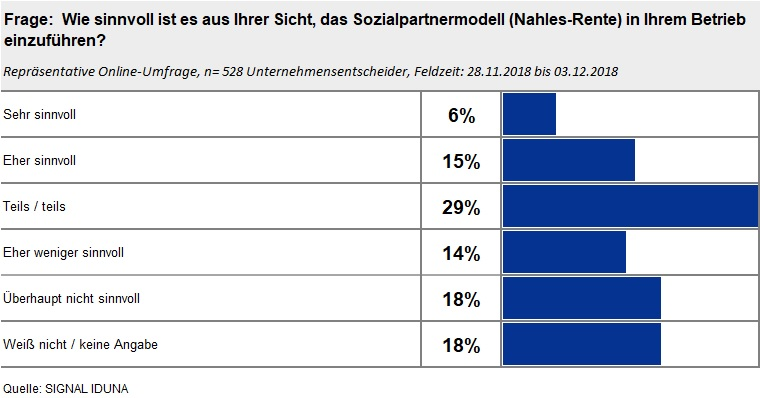 Frage:  Wie sinnvoll ist es aus Ihrer Sicht, das Sozialpartnermodell (Nahles-Rente) in Ihrem Betrieb
einzuführen?
Repräsentative Online-Umfrage, n= 528 Unternehmensentscheider, Feldzeit: 28.11.2018 bis 03.12.2018
Sehr sinnvoll 6%
Eher sinnvoll 15%
Teils / teils 29%
Eher weniger sinnvoll 14%
Überhaupt nicht sinnvoll 18%
Weiß nicht / keine Angabe 18%
Quelle: SIGNAL IDUNA